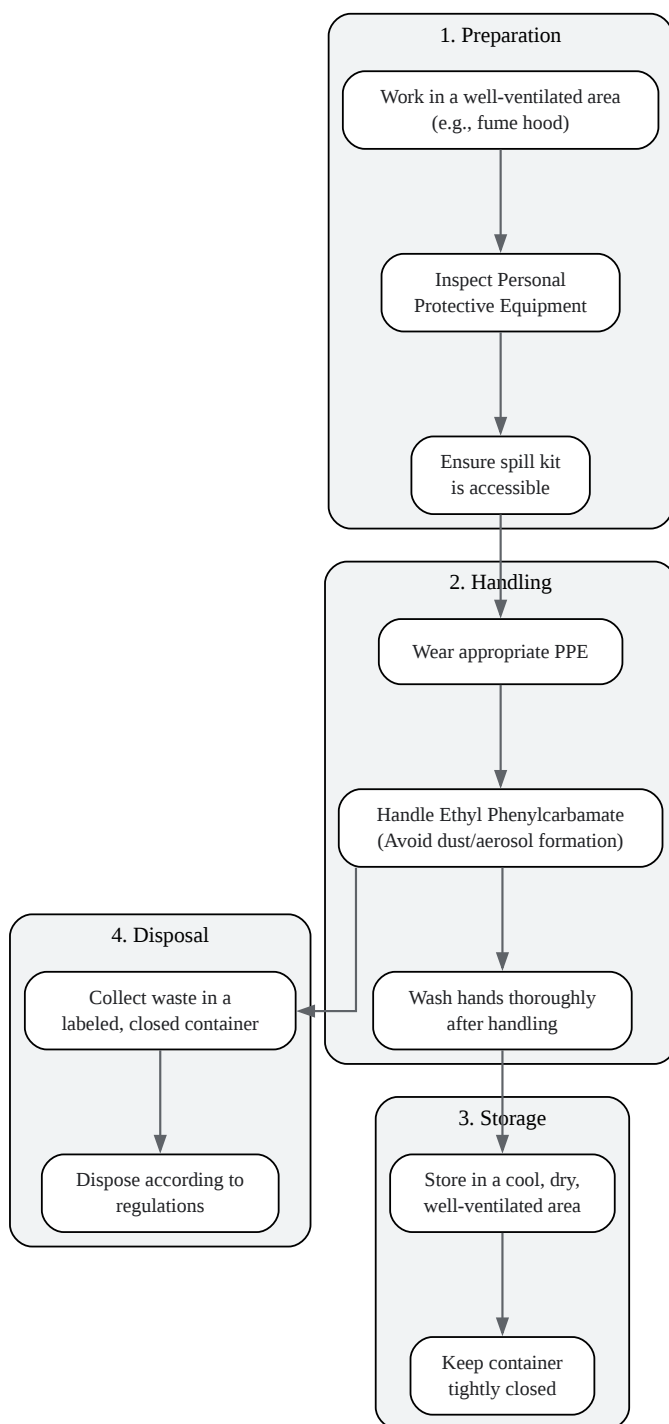 1. Preparation
Work in a well-ventilated area
(e.g., fume hood)
Inspect Personal
Protective Equipment
Ensure spill kit
is accessible
2. Handling
Wear appropriate PPE
Handle Ethyl Phenylcarbamate
(Avoid dust/aerosol formation)
Wash hands thoroughly
after handling
4. Disposal
Collect waste in a
labeled, closed container
Dispose according to
regulations
3. Storage
Store in a cool, dry,
well-ventilated area
Keep container
tightly closed